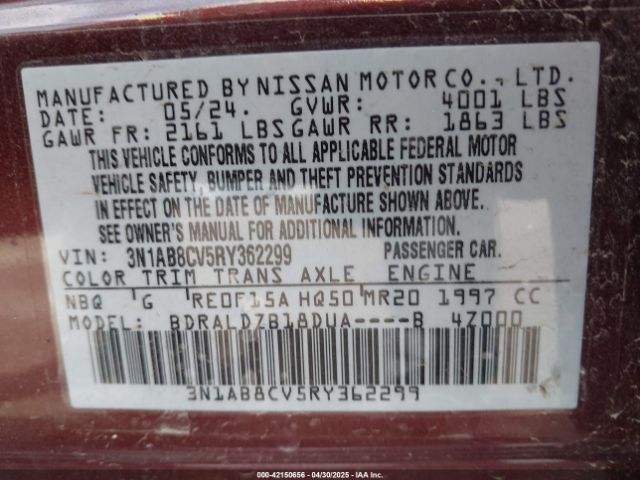 MANUFACTURED BY NISSAN MOTOR CO., LTD.
DATE: 05/24. GVWR: 4001 LBS
GAWR FR: 2161 LBS GAWR RR: 1863 LBS
THIS VEHICLE CONFORMS TO ALL APPLICABLE FEDERAL MOTOR
VEHICLE SAFETY, BUMPER AND THEFT PREVENTION STANDARDS
IN EFFECT ON THE DATE OF MANUFACTURE SHOWN ABOVE.
SEE OWNER'S MANUAL FOR ADDITIONAL INFORMATION.
VIN: 3N1AB8CV5RY362299 PASSENGER CAR.
COLOR TRIM TRANS AXLE ENGINE
NBQ G RE0F15A HQ50 MR20 1997 CC
MODEL: BDRALDZB18DUA----B 4Z000
3N1AB8CV5RY362299
000-42150656 - 04/30/2025 - IAA Inc.